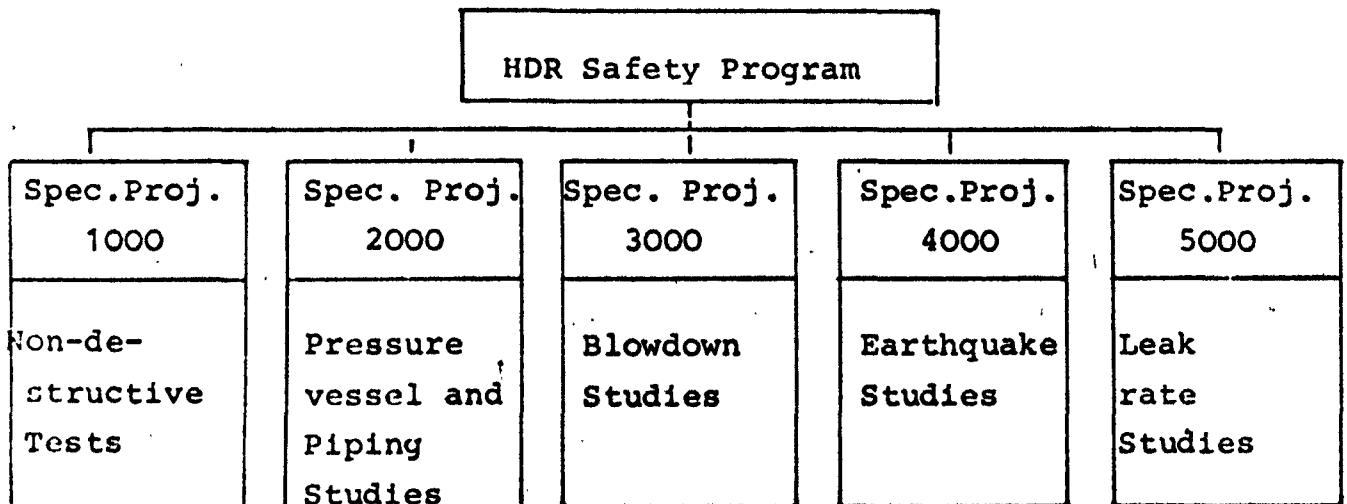 HDR Safety Program
Spec.Proj.
1000
Non-de-
structive
Tests
Spec. Proj.
2000
Pressure
vessel and
Piping
Studies
Spec. Proj.
3000
Blowdown
Studies
Spec.Proj.
4000
Earthquake
Studies
Spec.Proj.
5000
Leak
rate
Studies